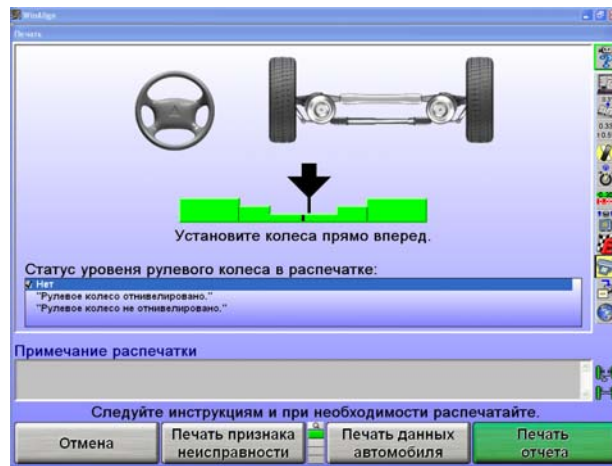 WinAlign
Печать
Установите колеса прямо вперед.
Статус уровеня рулевого колеса в распечатке:
Нет
"Рулевое колесо отнивелировано."
"Рулевое колесо не отнивелировано."
Примечание распечатки
Следуйте инструкциям и при необходимости распечатайте.
Отмена
Печать признака
неисправности
Печать данных
автомобиля
Печать
отчета